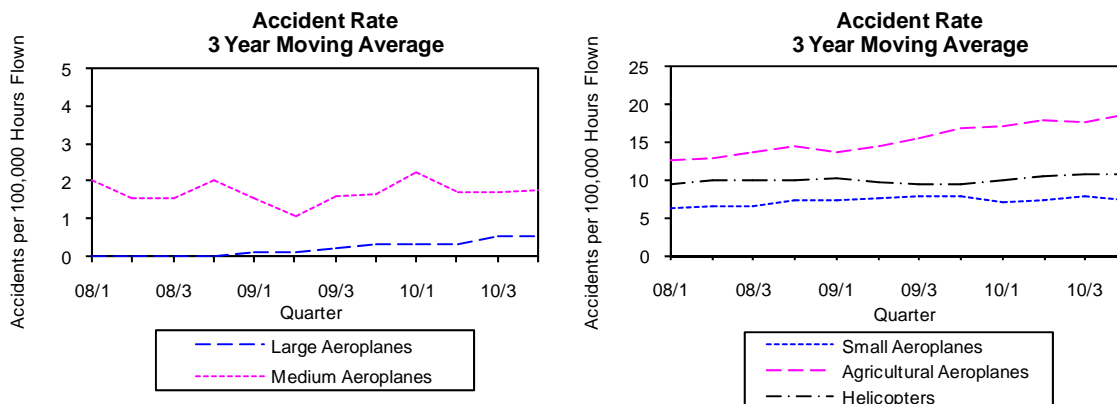 Accident Rate
3 Year Moving Average
Accidents per 100,000 Hours Flown
5
4
3
2
1
0
08/1 08/3 09/1 09/3 10/1 10/3
Quarter
Large Aeroplanes
Medium Aeroplanes
Accident Rate
3 Year Moving Average
Accidents per 100,000 Hours Flown
25
20
15
10
5
0
08/1 08/3 09/1 09/3 10/1 10/3
Quarter
Small Aeroplanes
Agricultural Aeroplanes
Helicopters